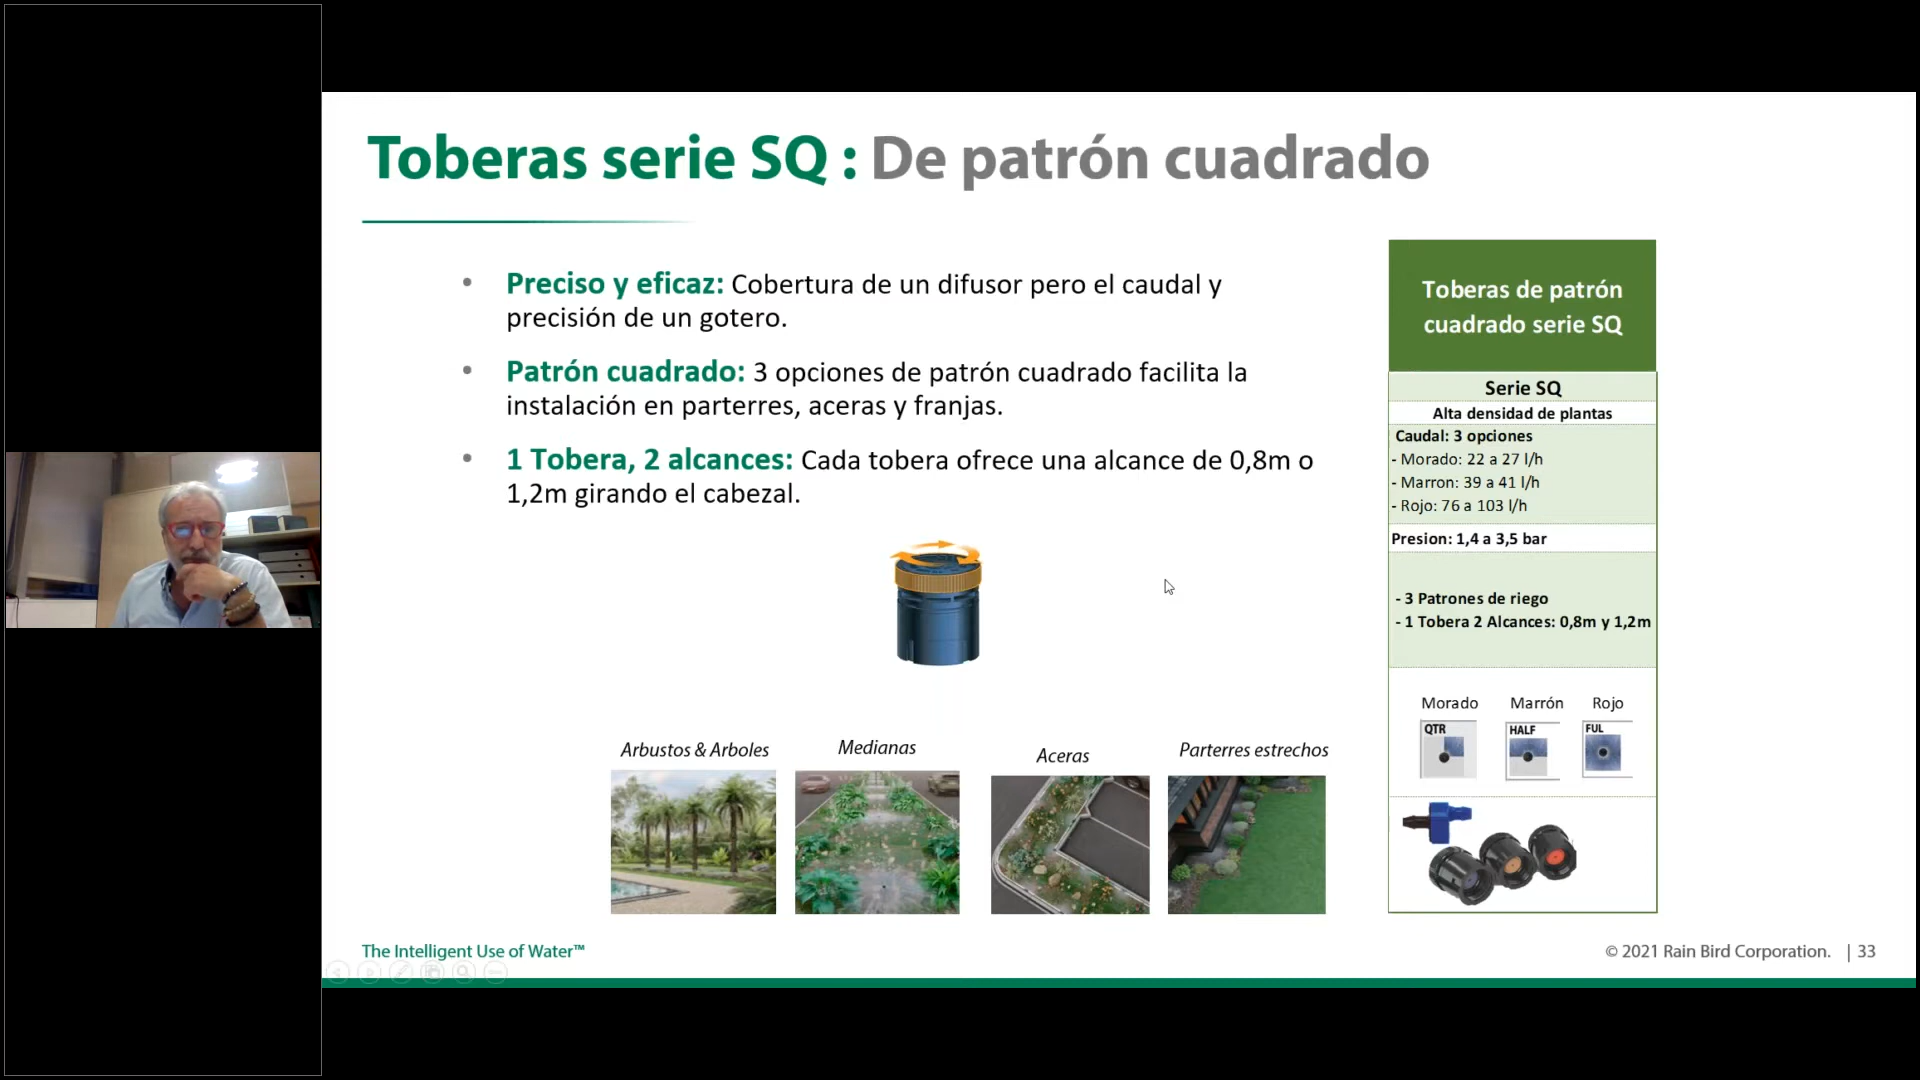 Toberas serie SQ : De patrón cuadrado
• Preciso y eficaz: Cobertura de un difusor pero el caudal y
precisión de un gotero.
• Patrón cuadrado: 3 opciones de patrón cuadrado facilita la
instalación en parterres, aceras y franjas.
• 1 Tobera, 2 alcances: Cada tobera ofrece una alcance de 0,8m o
1,2m girando el cabezal.
Arbustos & Arboles
Medianas
Aceras
Parterres estrechos
Toberas de patrón
cuadrado serie SQ
Serie SQ
Alta densidad de plantas
Caudal: 3 opciones
- Morado: 22 a 27 l/h
- Marron: 39 a 41 l/h
- Rojo: 76 a 103 l/h
Presion: 1,4 a 3,5 bar
- 3 Patrones de riego
- 1 Tobera 2 Alcances: 0,8m y 1,2m
Morado Marrón Rojo
QTR HALF FUL
The Intelligent Use of Water™
© 2021 Rain Bird Corporation. | 33